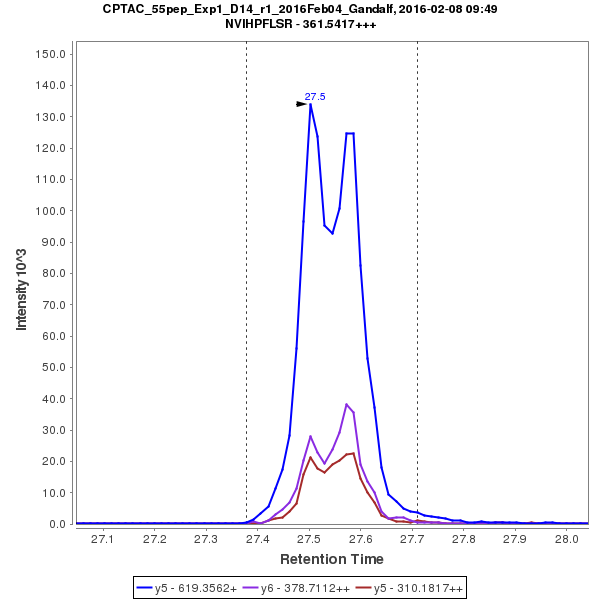 CPTAC_55pep_Exp1_D14_r1_2016Feb04_Gandalf, 2016-02-08 09:49
NVIHPFLSR - 361.5417+++
Intensity 10^3
150.0
140.0
130.0
120.0
110.0
100.0
90.0
80.0
70.0
60.0
50.0
40.0
30.0
20.0
10.0
0.0
27.5
27.1 27.2 27.3 27.4 27.5 27.6 27.7 27.8 27.9 28.0
Retention Time
y5 - 619.3562+ y6 - 378.7112++ y5 - 310.1817++